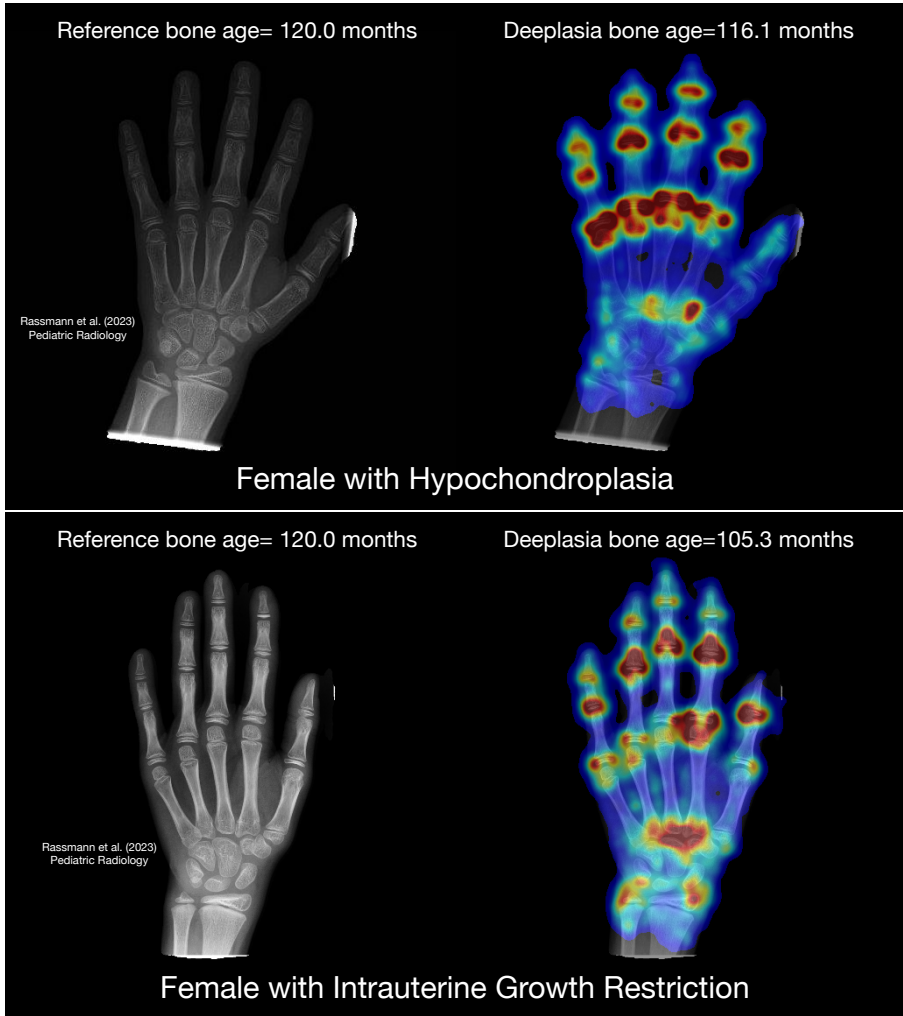 Reference bone age= 120.0 months
Deeplasia bone age=116.1 months
Rassmann et al. (2023)
Pediatric Radiology
Female with Hypochondroplasia
Reference bone age= 120.0 months
Deeplasia bone age=105.3 months
Rassmann et al. (2023)
Pediatric Radiology
Female with Intrauterine Growth Restriction